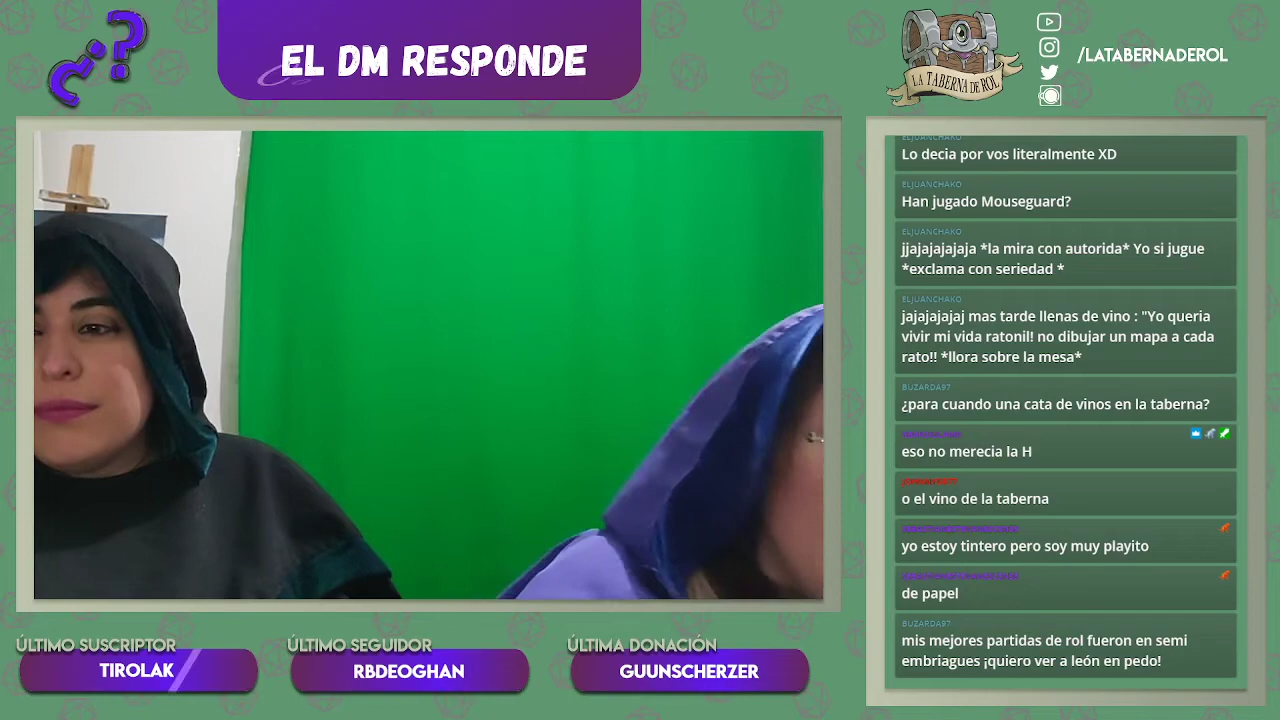 ¿?
EL DM RESPONDE
LA TABERNA DE ROL
/LATABERNADEROL
ELJUANCHAKO
Lo decia por vos literalmente XD
ELJUANCHAKO
Han jugado Mouseguard?
ELJUANCHAKO
jjajajajajaja *la mira con autorida* Yo si jugue
*exclama con seriedad *
ELJUANCHAKO
jajajajajaj mas tarde llenas de vino : "Yo queria
vivir mi vida ratonil! no dibujar un mapa a cada
rato!! *llora sobre la mesa*
BUZARDA97
¿para cuando una cata de vinos en la taberna?
eso no merecia la H
o el vino de la taberna
yo estoy tintero pero soy muy playito
de papel
BUZARDA97
mis mejores partidas de rol fueron en semi
embriagues ¡quiero ver a león en pedo!
ÚLTIMO SUSCRIPTOR
TIROLAK
ÚLTIMO SEGUIDOR
RBDEOGHAN
ÚLTIMA DONACIÓN
GUUNSCHERZER